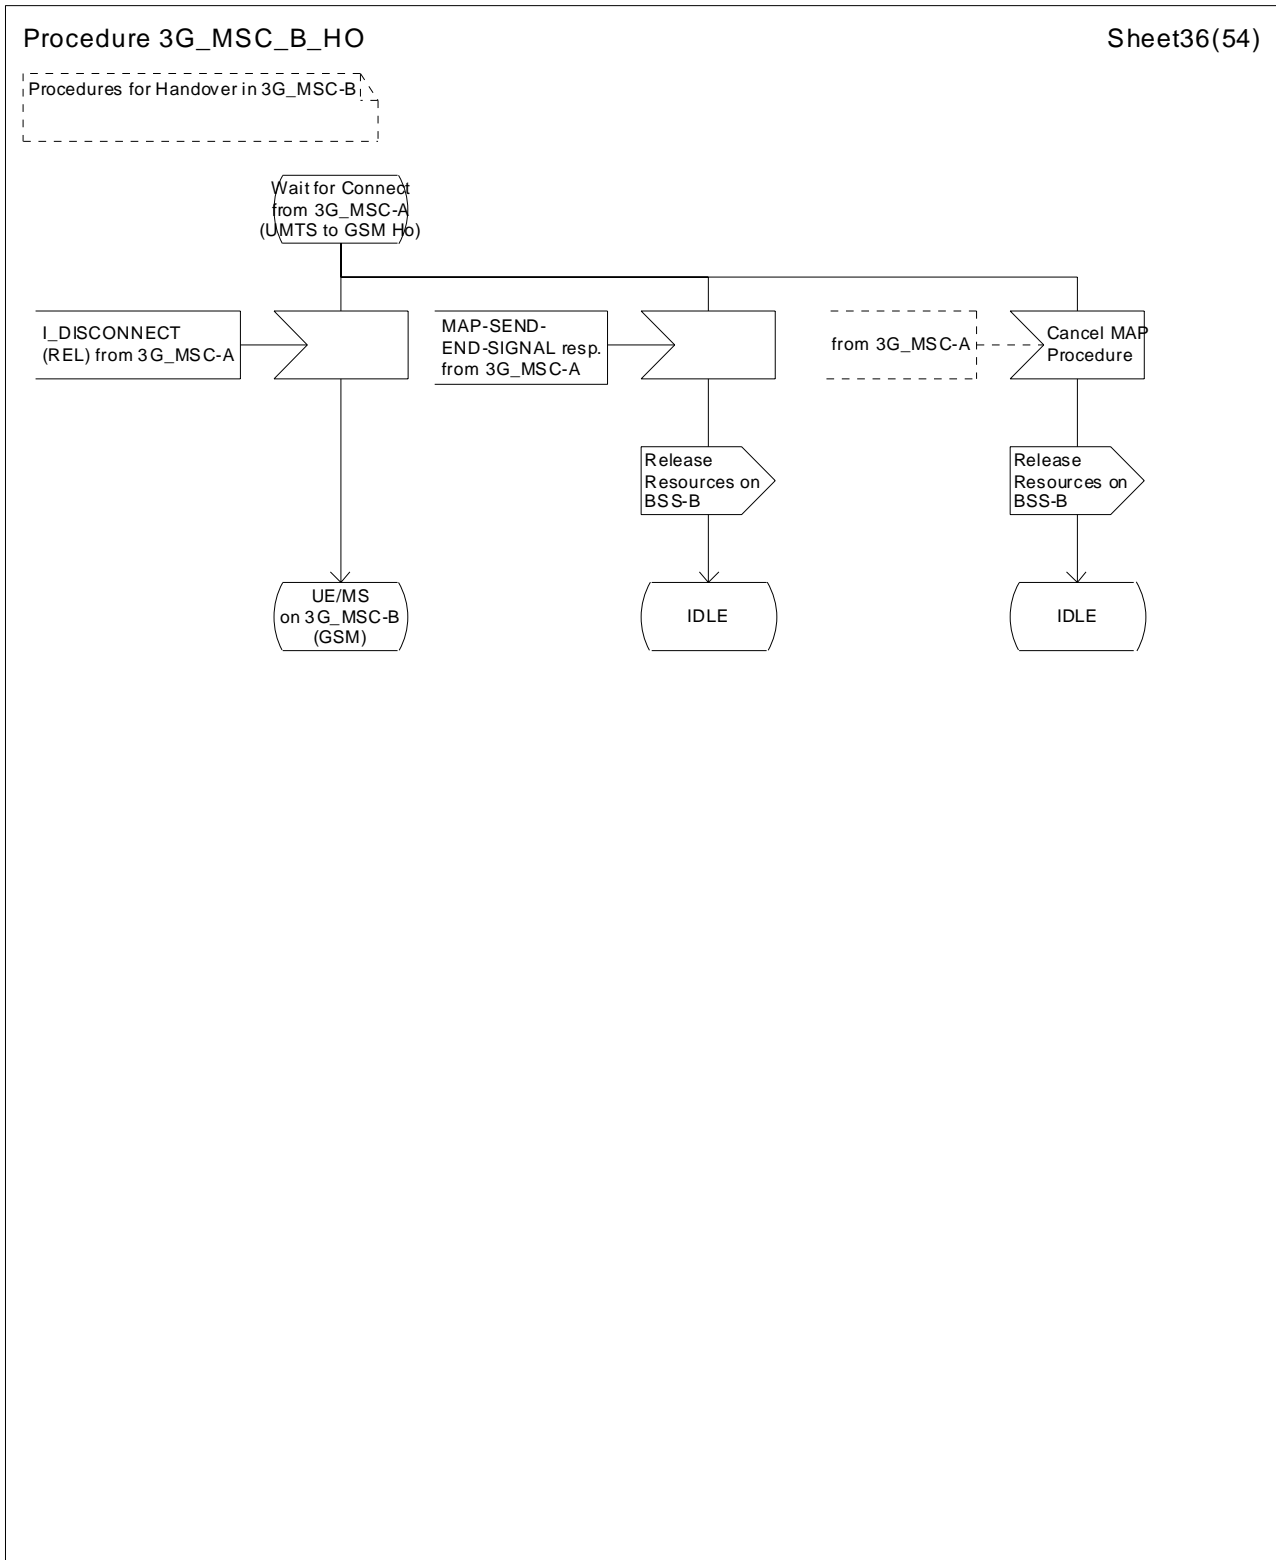 Procedure 3G_MSC_B_HO
Sheet36(54)
Procedures for Handover in 3G_MSC-B
Wait for Connect
from 3G_MSC-A
(UMTS to GSM Ho)
I_DISCONNECT
(REL) from 3G_MSC-A
MAP-SEND-
END-SIGNAL resp.
from 3G_MSC-A
from 3G_MSC-A
Cancel MAP
Procedure
Release
Resources on
BSS-B
Release
Resources on
BSS-B
UE/MS
on 3G_MSC-B
(GSM)
IDLE
IDLE